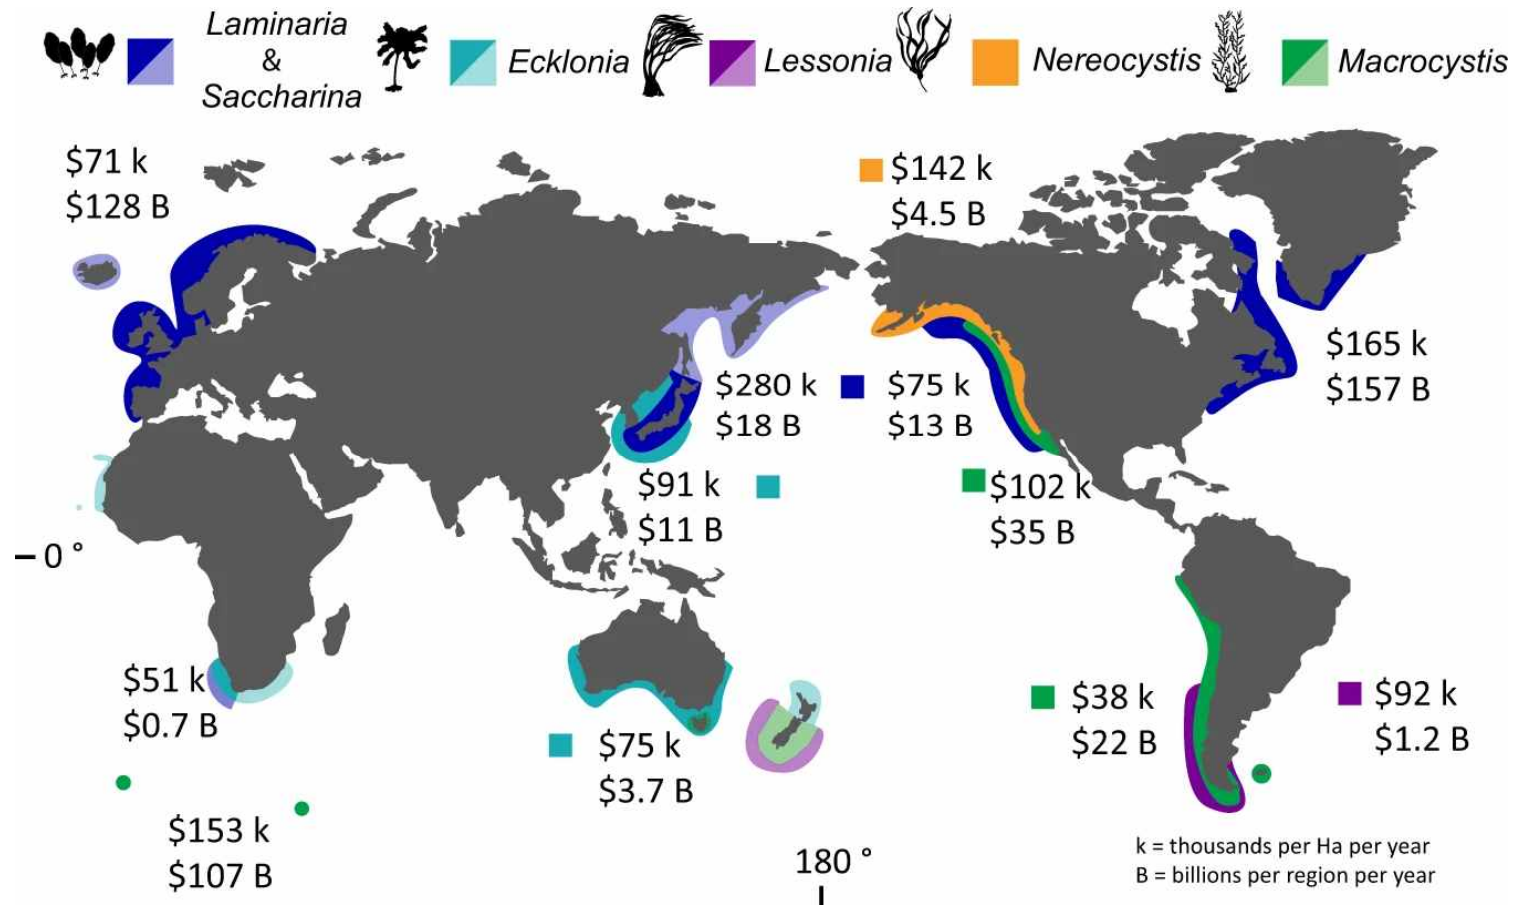 Laminaria
&
Saccharina
Ecklonia
Lessonia
Nereocystis
Macrocystis
$71 k
$128 B
$142 k
$4.5 B
$165 k
$157 B
$280 k
$18 B
$75 k
$13 B
$91 k
$11 B
$102 k
$35 B
– 0 °
$51 k
$0.7 B
$75 k
$3.7 B
$38 k
$22 B
$92 k
$1.2 B
$153 k
$107 B
180 °
k = thousands per Ha per year
B = billions per region per year